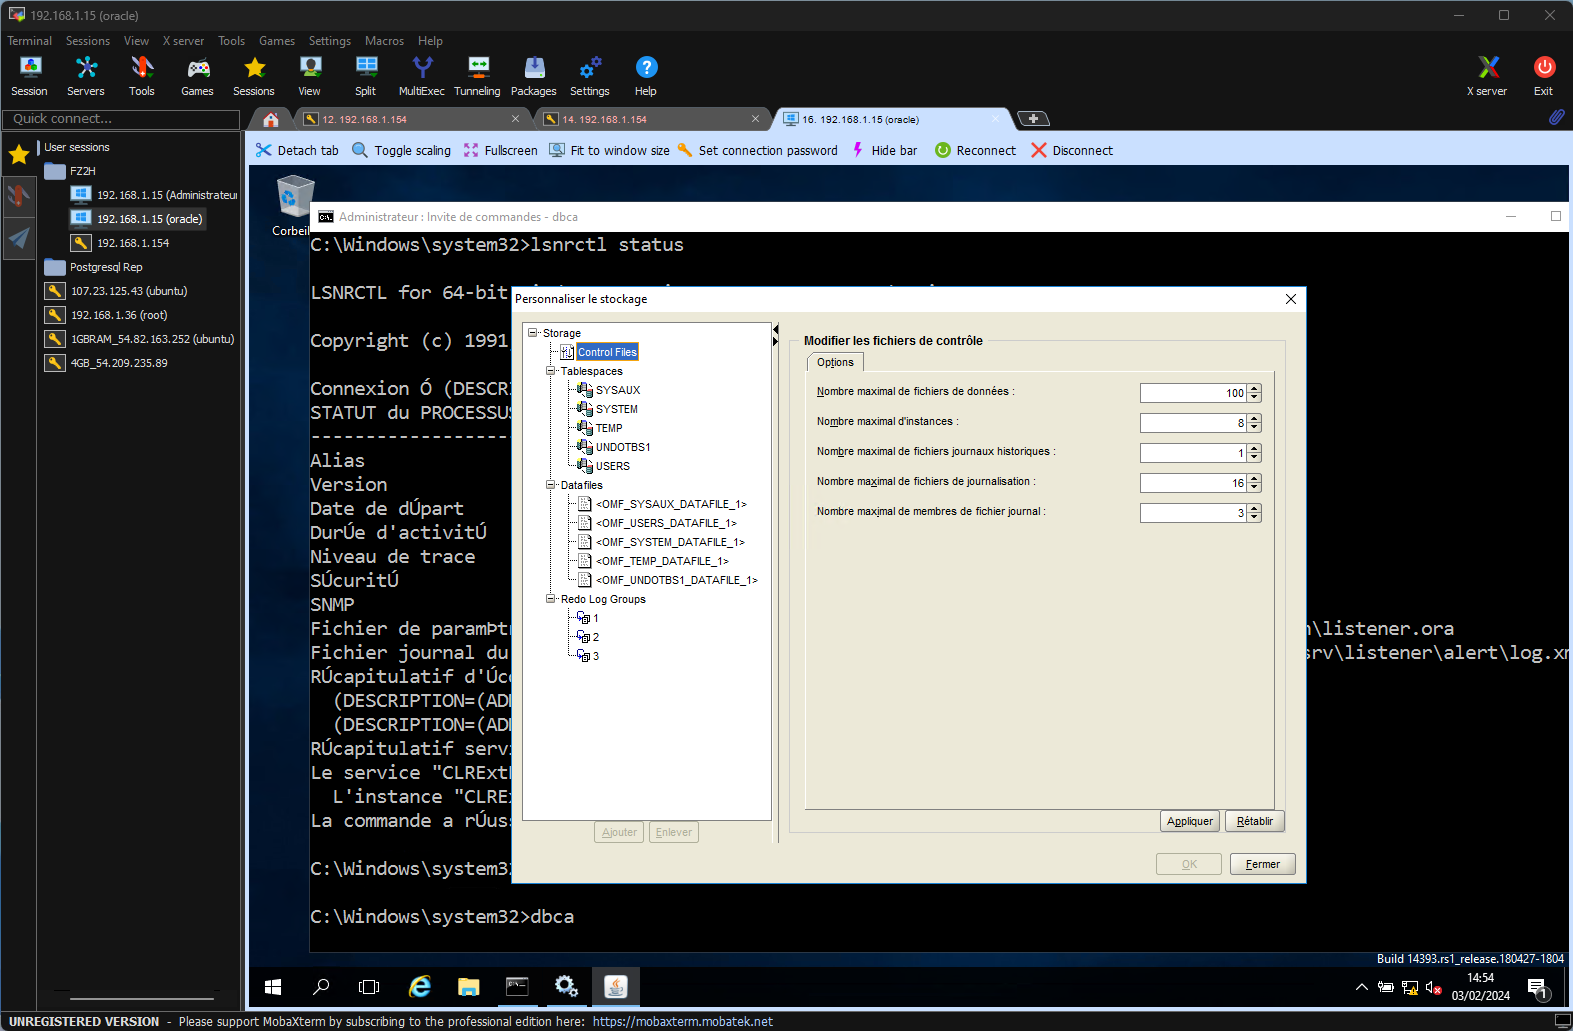 192.168.1.15 (oracle)
Terminal Sessions View X server Tools Games Settings Macros Help
Session Servers Tools Games Sessions View Split MultiExec Tunneling Packages Settings Help X server Exit
Quick connect...
12. 192.168.1.154
14. 192.168.1.154
16. 192.168.1.15 (oracle)
Detach tab Toggle scaling Fullscreen Fit to window size Set connection password Hide bar Reconnect Disconnect
User sessions
FZ2H
192.168.1.15 (Administrateur
192.168.1.15 (oracle)
192.168.1.154
Postgresql Rep
107.23.125.43 (ubuntu)
192.168.1.36 (root)
1GBRAM_54.82.163.252 (ubuntu)
4GB_54.209.235.89
Corbeil
Administrateur : Invite de commandes - dbca
C:\Windows\system32>lsnrctl status
LSNRCTL for 64-bit
Copyright (c) 1991,
Connexion Ó (DESCRI
STATUT du PROCESSUS
-------------------
Alias
Version
Date de dÚpart
DurÚe d'activitÚ
Niveau de trace
SÚcuritÚ
SNMP
Fichier de paramÞtr
n\listener.ora
Fichier journal du
srv\listener\alert\log.xm
RÚcapitulatif d'Úco
(DESCRIPTION=(ADD
(DESCRIPTION=(ADD
RÚcapitulatif servi
Le service "CLRExtP
L'instance "CLREx
La commande a rÚuss
C:\Windows\system32
C:\Windows\system32>dbca
Personnaliser le stockage
Storage
Control Files
Tablespaces
SYSAUX
SYSTEM
TEMP
UNDOTBS1
USERS
Datafiles
<OMF_SYSAUX_DATAFILE_1>
<OMF_USERS_DATAFILE_1>
<OMF_SYSTEM_DATAFILE_1>
<OMF_TEMP_DATAFILE_1>
<OMF_UNDOTBS1_DATAFILE_1>
Redo Log Groups
1
2
3
Ajouter Enlever
Modifier les fichiers de contrôle
Options
Nombre maximal de fichiers de données : 100
Nombre maximal d'instances : 8
Nombre maximal de fichiers journaux historiques : 1
Nombre maximal de fichiers de journalisation : 16
Nombre maximal de membres de fichier journal : 3
Appliquer Rétablir
OK Fermer
Build 14393.rs1_release.180427-1804
14:54
03/02/2024
1
UNREGISTERED VERSION - Please support MobaXterm by subscribing to the professional edition here: https://mobaxterm.mobatek.net